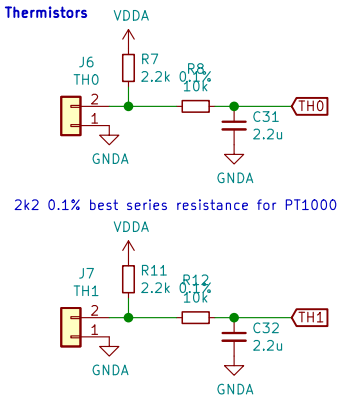 Thermistors
VDDA
J6
TH0
2
1
R7
2.2k 0.1%
R8
10k
TH0
C31
2.2u
GNDA
GNDA
2k2 0.1% best series resistance for PT1000
VDDA
J7
TH1
2
1
R11
2.2k 0.1%
R12
10k
TH1
C32
2.2u
GNDA
GNDA